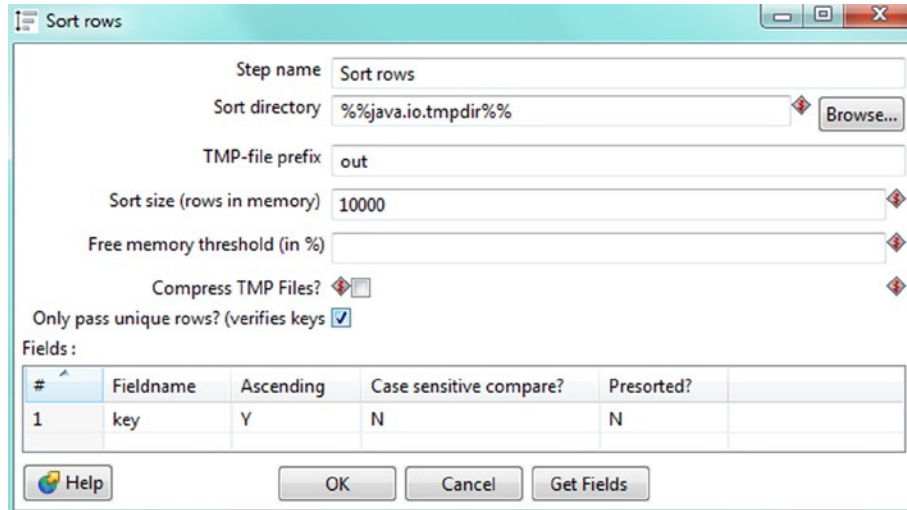 Sort rows
Step name Sort rows
Sort directory %%java.io.tmpdir%% Browse...
TMP-file prefix out
Sort size (rows in memory) 10000
Free memory threshold (in %)
Compress TMP Files?
Only pass unique rows? (verifies keys
Fields :
# Fieldname Ascending Case sensitive compare? Presorted?
1 key Y N N
Help OK Cancel Get Fields